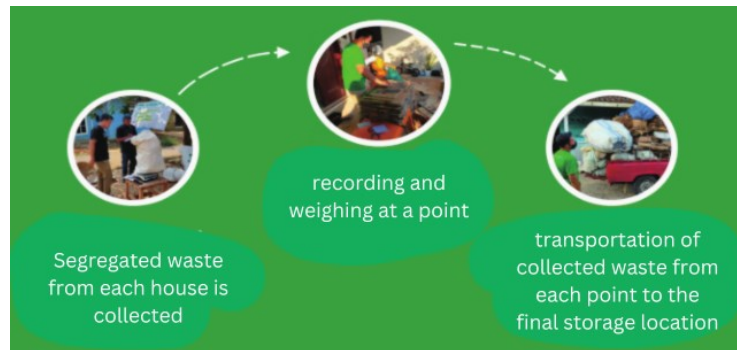 Segregated waste
from each house is
collected
recording and
weighing at a point
transportation of
collected waste from
each point to the
final storage location